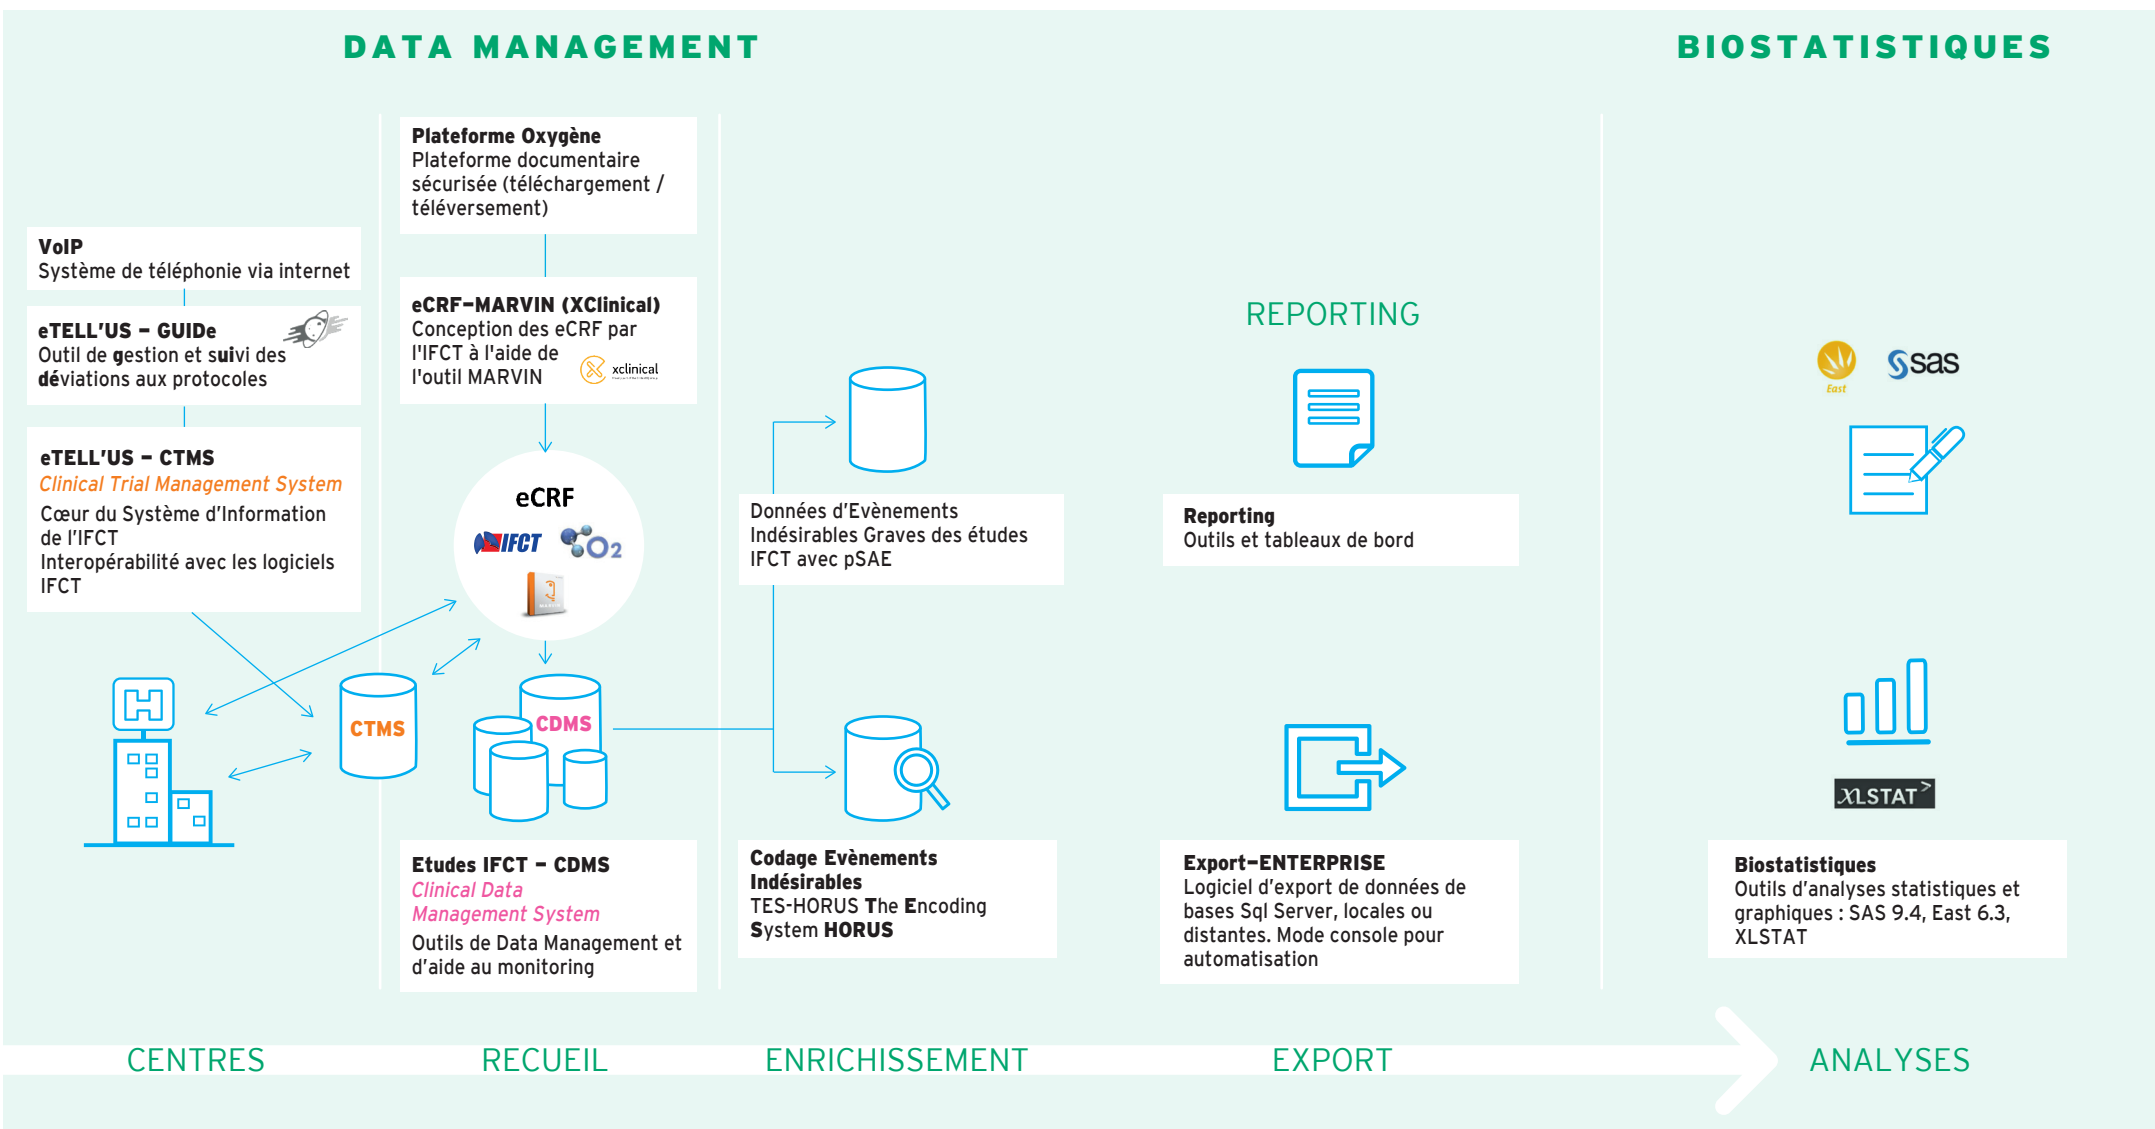 DATA MANAGEMENT
BIOSTATISTIQUES
VoIP
Système de téléphonie via internet
eTELL'US – GUIDe
Outil de gestion et suivi des
déviations aux protocoles
eTELL'US – CTMS
Clinical Trial Management System
Cœur du Système d'Information
de l'IFCT
Interopérabilité avec les logiciels
IFCT
Plateforme Oxygène
Plateforme documentaire
sécurisée (téléchargement /
téléversement)
eCRF–MARVIN (XClinical)
Conception des eCRF par
l'IFCT à l'aide de
l'outil MARVIN
xclinical
eCRF
IFCT
O2
MARVIN
CTMS
CDMS
Etudes IFCT – CDMS
Clinical Data
Management System
Outils de Data Management et
d'aide au monitoring
Données d'Evènements
Indésirables Graves des études
IFCT avec pSAE
Codage Evènements
Indésirables
TES-HORUS The Encoding
System HORUS
REPORTING
Reporting
Outils et tableaux de bord
Export–ENTERPRISE
Logiciel d'export de données de
bases Sql Server, locales ou
distantes. Mode console pour
automatisation
East
sas
XLSTAT
Biostatistiques
Outils d'analyses statistiques et
graphiques : SAS 9.4, East 6.3,
XLSTAT
CENTRES
RECUEIL
ENRICHISSEMENT
EXPORT
ANALYSES